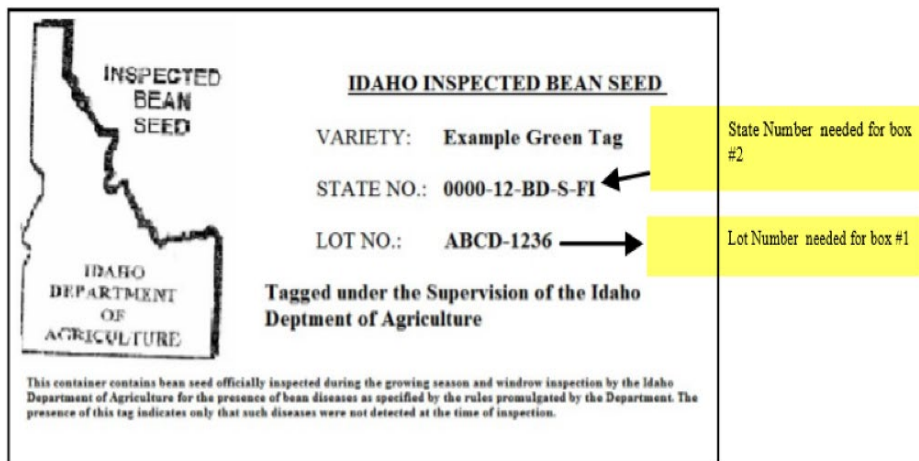 INSPECTED
BEAN
SEED
IDAHO
DEPARTMENT
OF
AGRICULTURE
IDAHO INSPECTED BEAN SEED
VARIETY: Example Green Tag
STATE NO.: 0000-12-BD-S-FI
LOT NO.: ABCD-1236
Tagged under the Supervision of the Idaho
Deptment of Agriculture
This container contains bean seed officially inspected during the growing season and windrow inspection by the Idaho
Department of Agriculture for the presence of bean diseases as specified by the rules promulgated by the Department. The
presence of this tag indicates only that such diseases were not detected at the time of inspection.
State Number needed for box
#2
Lot Number needed for box #1